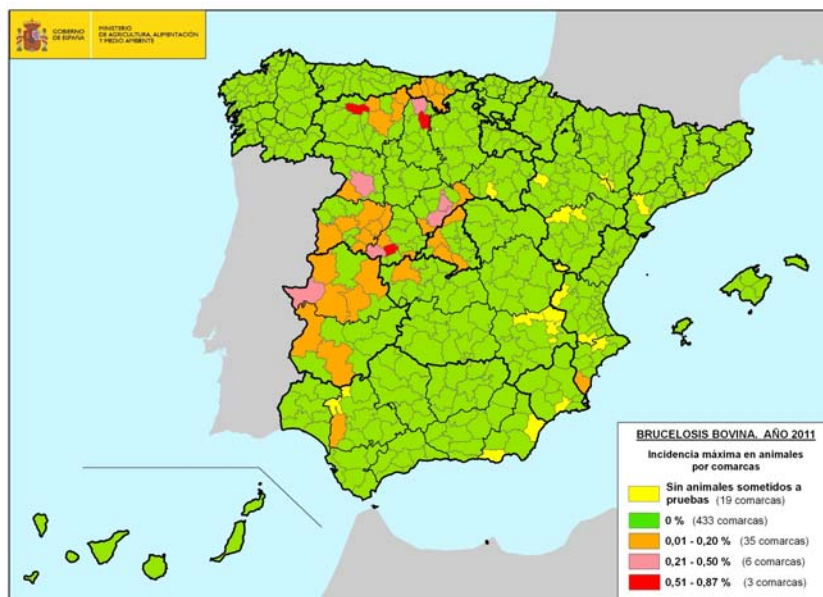 GOBIERNO
DE ESPAÑA
MINISTERIO
DE AGRICULTURA, ALIMENTACIÓN
Y MEDIO AMBIENTE
BRUCELOSIS BOVINA. AÑO 2011
Incidencia máxima en animales
por comarcas
Sin animales sometidos a
pruebas (19 comarcas)
0 % (433 comarcas)
0,01 - 0,20 % (35 comarcas)
0,21 - 0,50 % (6 comarcas)
0,51 - 0,87 % (3 comarcas)